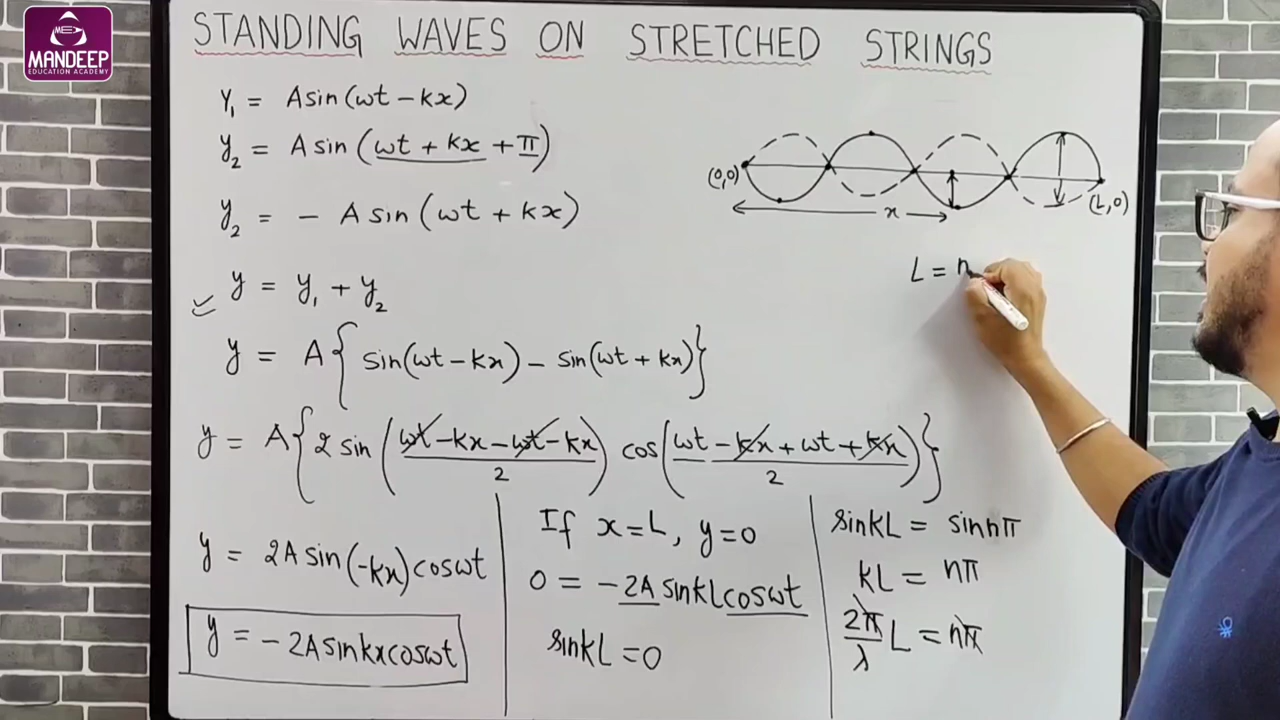 MEA
MANDEEP
EDUCATION ACADEMY
STANDING WAVES ON STRETCHED STRINGS
Y₁ = A sin (ωt − kx)
y₂ = A sin (ωt + kx + π)
y₂ = − A sin (ωt + kx)
y = y₁ + y₂
y = A { sin(ωt − kx) − sin(ωt + kx) }
y = A { 2 sin ( (ωt − kx − ωt − kx) / 2 ) cos ( (ωt − kx + ωt + kx) / 2 ) }
y = 2A sin (−kx) cosωt
y = − 2A sinkx cosωt
If x = L, y = 0
0 = − 2A sinkL cosωt
sinkL = 0
sinkL = sin nπ
kL = nπ
2π/λ L = nπ
(0,0)
x
(L,0)
L = n